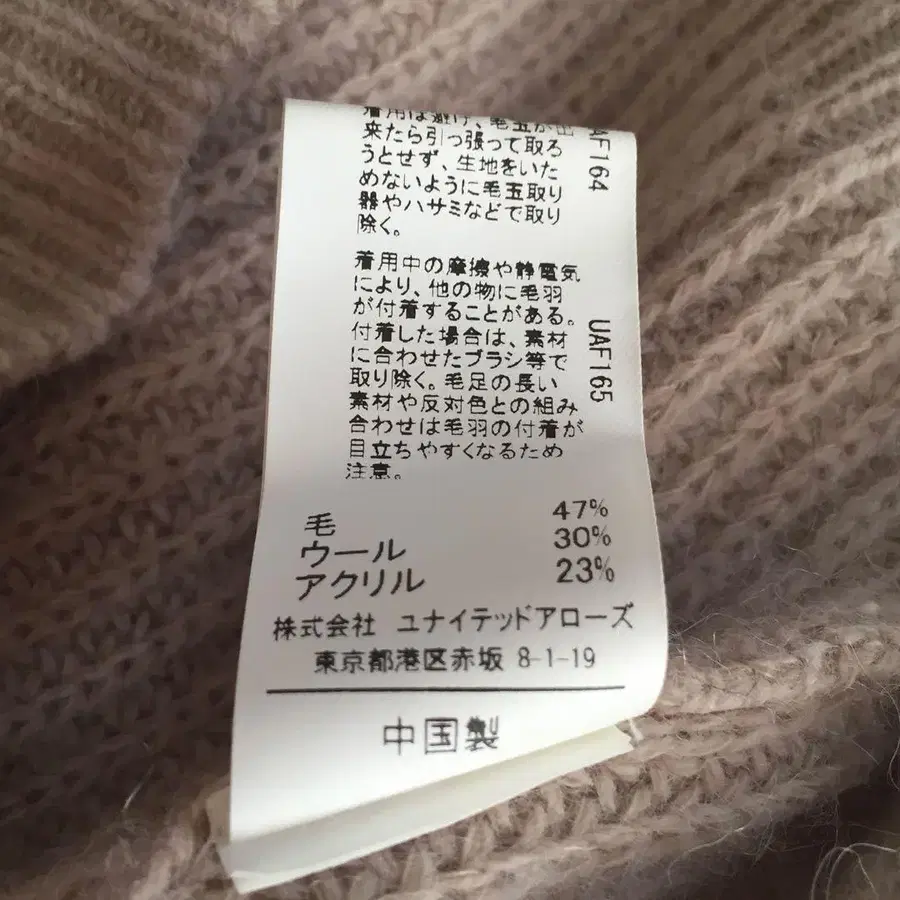 着用は避け、毛玉が出
来たら引っ張って取ろ
うとせず、生地をいた
めないように毛玉取り
器やハサミなどで取り
除く。
AF164
着用中の摩擦や静電気
により、他の物に毛羽
が付着することがある。
付着した場合は、素材
に合わせたブラシ等で
取り除く。毛足の長い
素材や反対色との組み
合わせは毛羽の付着が
目立ちやすくなるため
注意。
UAF165
毛 47%
ウール 30%
アクリル 23%
株式会社 ユナイテッドアローズ
東京都港区赤坂 8-1-19
中国製